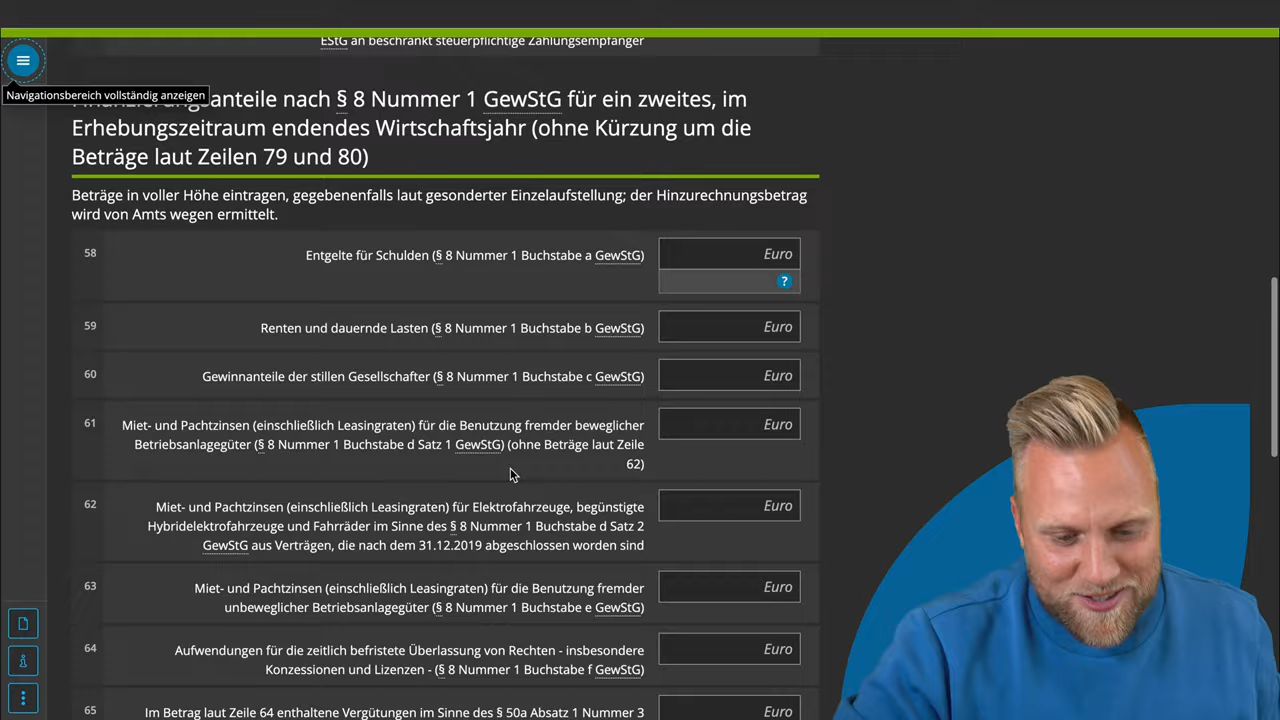 EStG an beschränkt steuerpflichtige Zahlungsempfänger
Navigationsbereich vollständig anzeigen
nach § 8 Nummer 1 GewStG für ein zweites, im
Erhebungszeitraum endendes Wirtschaftsjahr (ohne Kürzung um die
Beträge laut Zeilen 79 und 80)
Beträge in voller Höhe eintragen, gegebenenfalls laut gesonderter Einzelaufstellung; der Hinzurechnungsbetrag
wird von Amts wegen ermittelt.
58 Entgelte für Schulden (§ 8 Nummer 1 Buchstabe a GewStG) Euro
?
59 Renten und dauernde Lasten (§ 8 Nummer 1 Buchstabe b GewStG) Euro
60 Gewinnanteile der stillen Gesellschafter (§ 8 Nummer 1 Buchstabe c GewStG) Euro
61 Miet- und Pachtzinsen (einschließlich Leasingraten) für die Benutzung fremder beweglicher Euro
Betriebsanlagegüter (§ 8 Nummer 1 Buchstabe d Satz 1 GewStG) (ohne Beträge laut Zeile
62)
62 Miet- und Pachtzinsen (einschließlich Leasingraten) für Elektrofahrzeuge, begünstigte Euro
Hybridelektrofahrzeuge und Fahrräder im Sinne des § 8 Nummer 1 Buchstabe d Satz 2
GewStG aus Verträgen, die nach dem 31.12.2019 abgeschlossen worden sind
63 Miet- und Pachtzinsen (einschließlich Leasingraten) für die Benutzung fremder Euro
unbeweglicher Betriebsanlagegüter (§ 8 Nummer 1 Buchstabe e GewStG)
64 Aufwendungen für die zeitlich befristete Überlassung von Rechten - insbesondere Euro
Konzessionen und Lizenzen - (§ 8 Nummer 1 Buchstabe f GewStG)
65 Im Betrag laut Zeile 64 enthaltene Vergütungen im Sinne des § 50a Absatz 1 Nummer 3 Euro